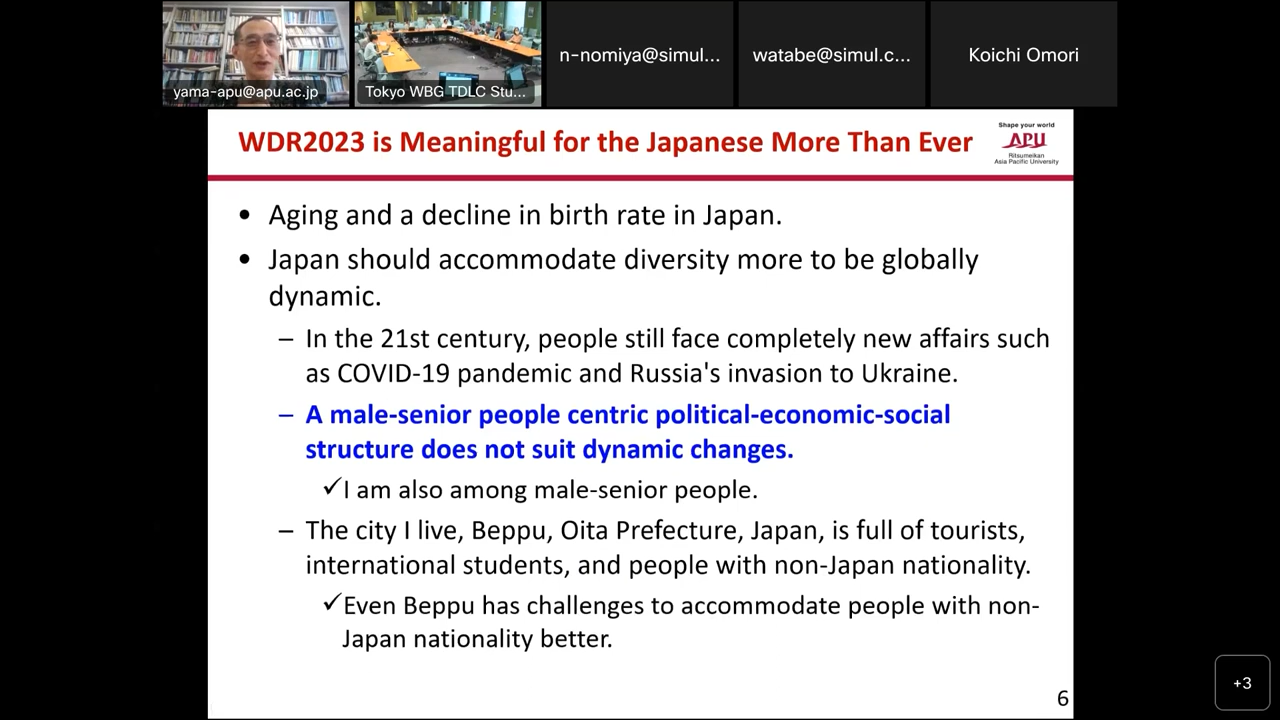 yama-apu@apu.ac.jp
Tokyo WBG TDLC Stu...
n-nomiya@simul...
watabe@simul.c...
Koichi Omori
WDR2023 is Meaningful for the Japanese More Than Ever
Shape your world
APU
Ritsumeikan
Asia Pacific University
• Aging and a decline in birth rate in Japan.
• Japan should accommodate diversity more to be globally
dynamic.
– In the 21st century, people still face completely new affairs such
as COVID-19 pandemic and Russia's invasion to Ukraine.
– A male-senior people centric political-economic-social
structure does not suit dynamic changes.
✓I am also among male-senior people.
– The city I live, Beppu, Oita Prefecture, Japan, is full of tourists,
international students, and people with non-Japan nationality.
✓Even Beppu has challenges to accommodate people with non-
Japan nationality better.
6
+3